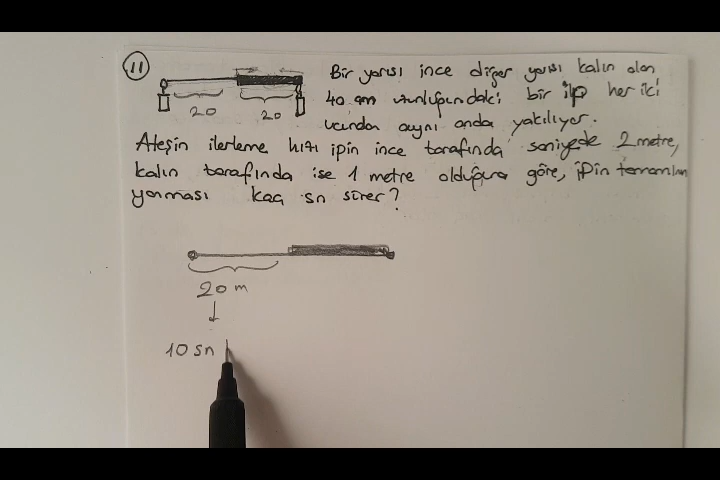 11
Bir yarısı ince diğer yarısı kalın olan
20 20
40 cm uzunluğundaki bir ip her iki
ucundan aynı anda yakılıyor.
Ateşin ilerleme hızı ipin ince tarafında saniyede 2 metre,
kalın tarafında ise 1 metre olduğuna göre, ipin tamamının
yanması kaç sn sürer?
20 m
10 sn